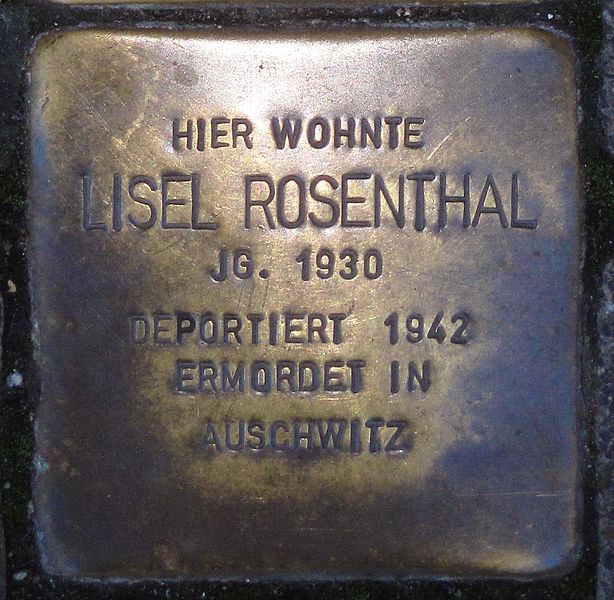 HIER WOHNTE
LISEL ROSENTHAL
JG. 1930
DEPORTIERT 1942
ERMORDET IN
AUSCHWITZ